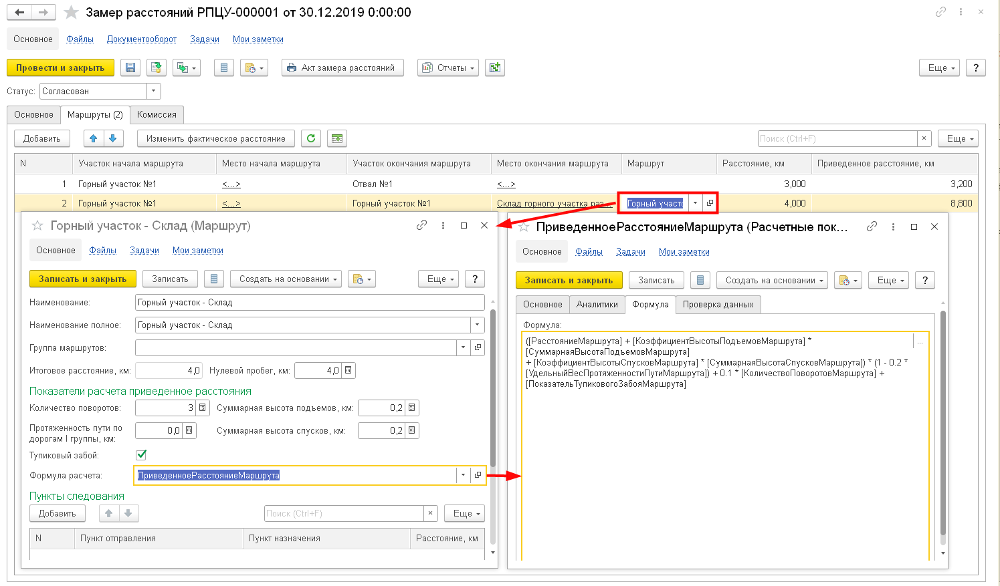 Замер расстояний РПЦУ-000001 от 30.12.2019 0:00:00
Основное Файлы Документооборот Задачи Мои заметки
Провести и закрыть Акт замера расстояний Отчеты Еще ?
Статус: Согласован
Основное Маршруты (2) Комиссия
Добавить Изменить фактическое расстояние Поиск (Ctrl+F) × Еще
N Участок начала маршрута Место начала маршрута Участок окончания маршрута Место окончания маршрута Маршрут Расстояние, км Приведенное расстояние, км
1 Горный участок №1 <...> Отвал №1 <...> 3,000 3,200
2 Горный участок №1 <...> Горный участок №1 Склад горного участка раз... Горный участо 4,000 8,800
Горный участок - Склад (Маршрут)
Основное Файлы Задачи Мои заметки
Записать и закрыть Записать Создать на основании Еще ?
Наименование: Горный участок - Склад
Наименование полное: Горный участок - Склад
Группа маршрутов:
Итоговое расстояние, км: 4,0 Нулевой пробег, км: 4,0
Показатели расчета приведенное расстояния
Количество поворотов: 3 Суммарная высота подъемов, км: 0,2
Протяженность пути по
дорогам I группы, км: 0,0 Суммарная высота спусков, км: 0,2
Тупиковый забой:
Формула расчета: ПриведенноеРасстояниеМаршрута
Пункты следования
Добавить Поиск (Ctrl+F) × Еще
N Пункт отправления Пункт назначения Расстояние, км
ПриведенноеРасстояниеМаршрута (Расчетные пок...
Основное Файлы Задачи Мои заметки
Записать и закрыть Записать Создать на основании Еще ?
Основное Аналитики Формула Проверка данных
Формула:
([РасстояниеМаршрута] + [КоэффициентВысотыПодъемовМаршрута] * ...
[СуммарнаяВысотаПодъемовМаршрута]
+ [КоэффициентВысотыСпусковМаршрута] * [СуммарнаяВысотаСпусковМаршрута]) * (1 - 0.2 *
[УдельныйВесПротяженностиПутиМаршрута]) + 0.1 * [КоличествоПоворотовМаршрута] +
[ПоказательТупиковогоЗабояМаршрута]